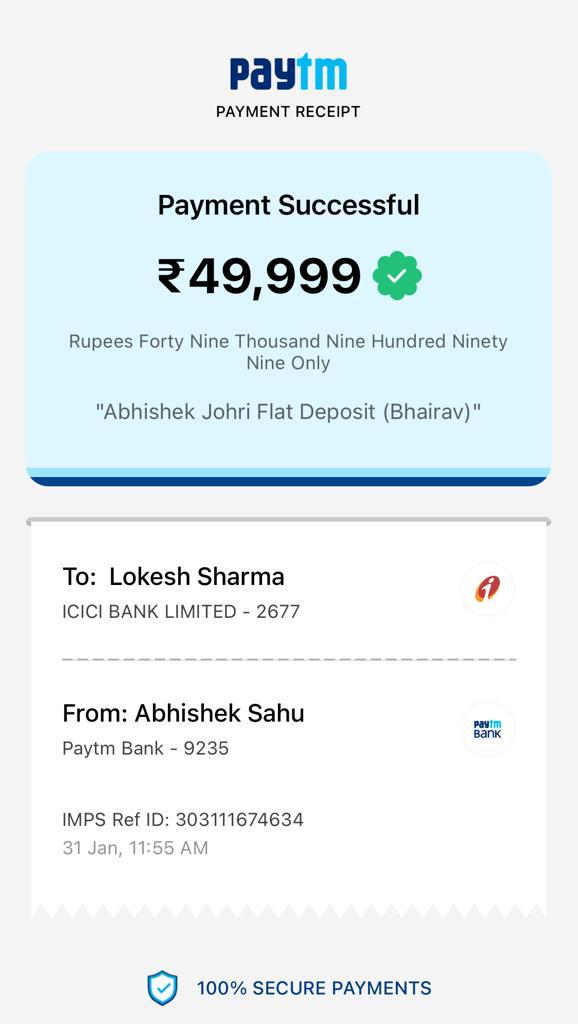 paytm
PAYMENT RECEIPT
Payment Successful
₹49,999
Rupees Forty Nine Thousand Nine Hundred Ninety
Nine Only
"Abhishek Johri Flat Deposit (Bhairav)"
To: Lokesh Sharma
ICICI BANK LIMITED - 2677
From: Abhishek Sahu
paytm
BANK
Paytm Bank - 9235
IMPS Ref ID: 303111674634
31 Jan, 11:55 AM
100% SECURE PAYMENTS